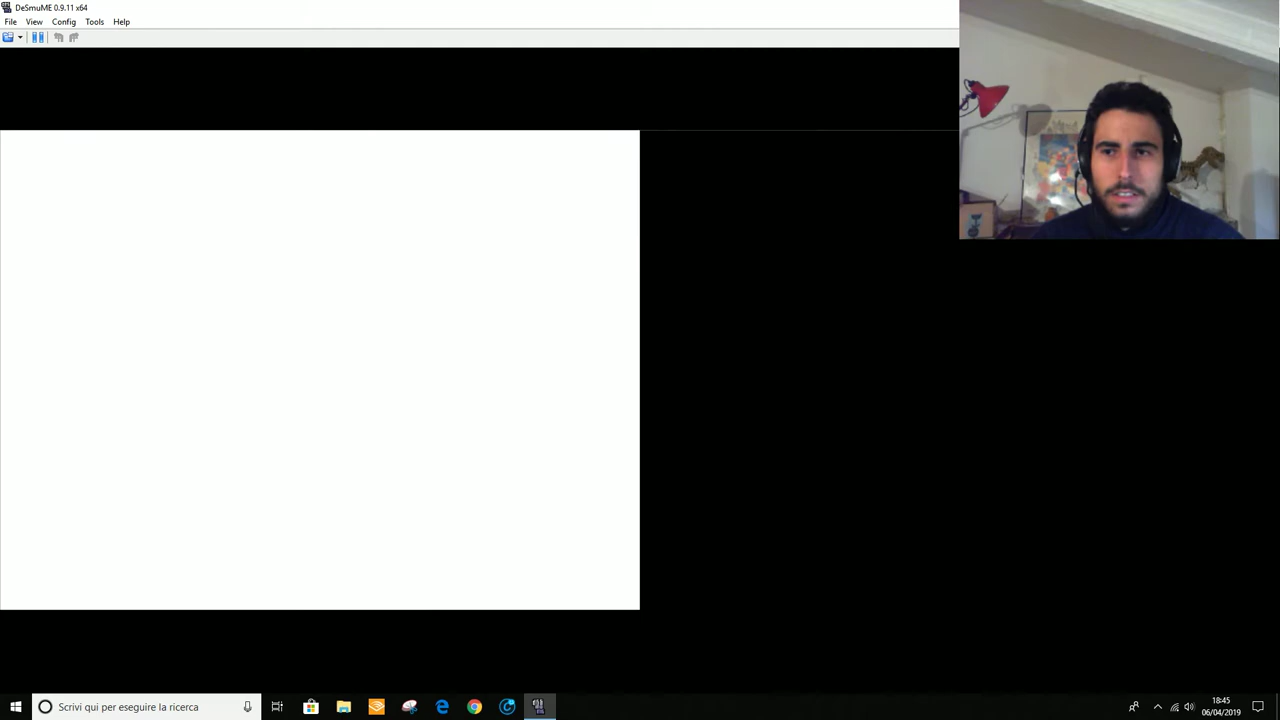 DeSmuME 0.9.11 x64
File View Config Tools Help
Scrivi qui per eseguire la ricerca
18:45
06/04/2019